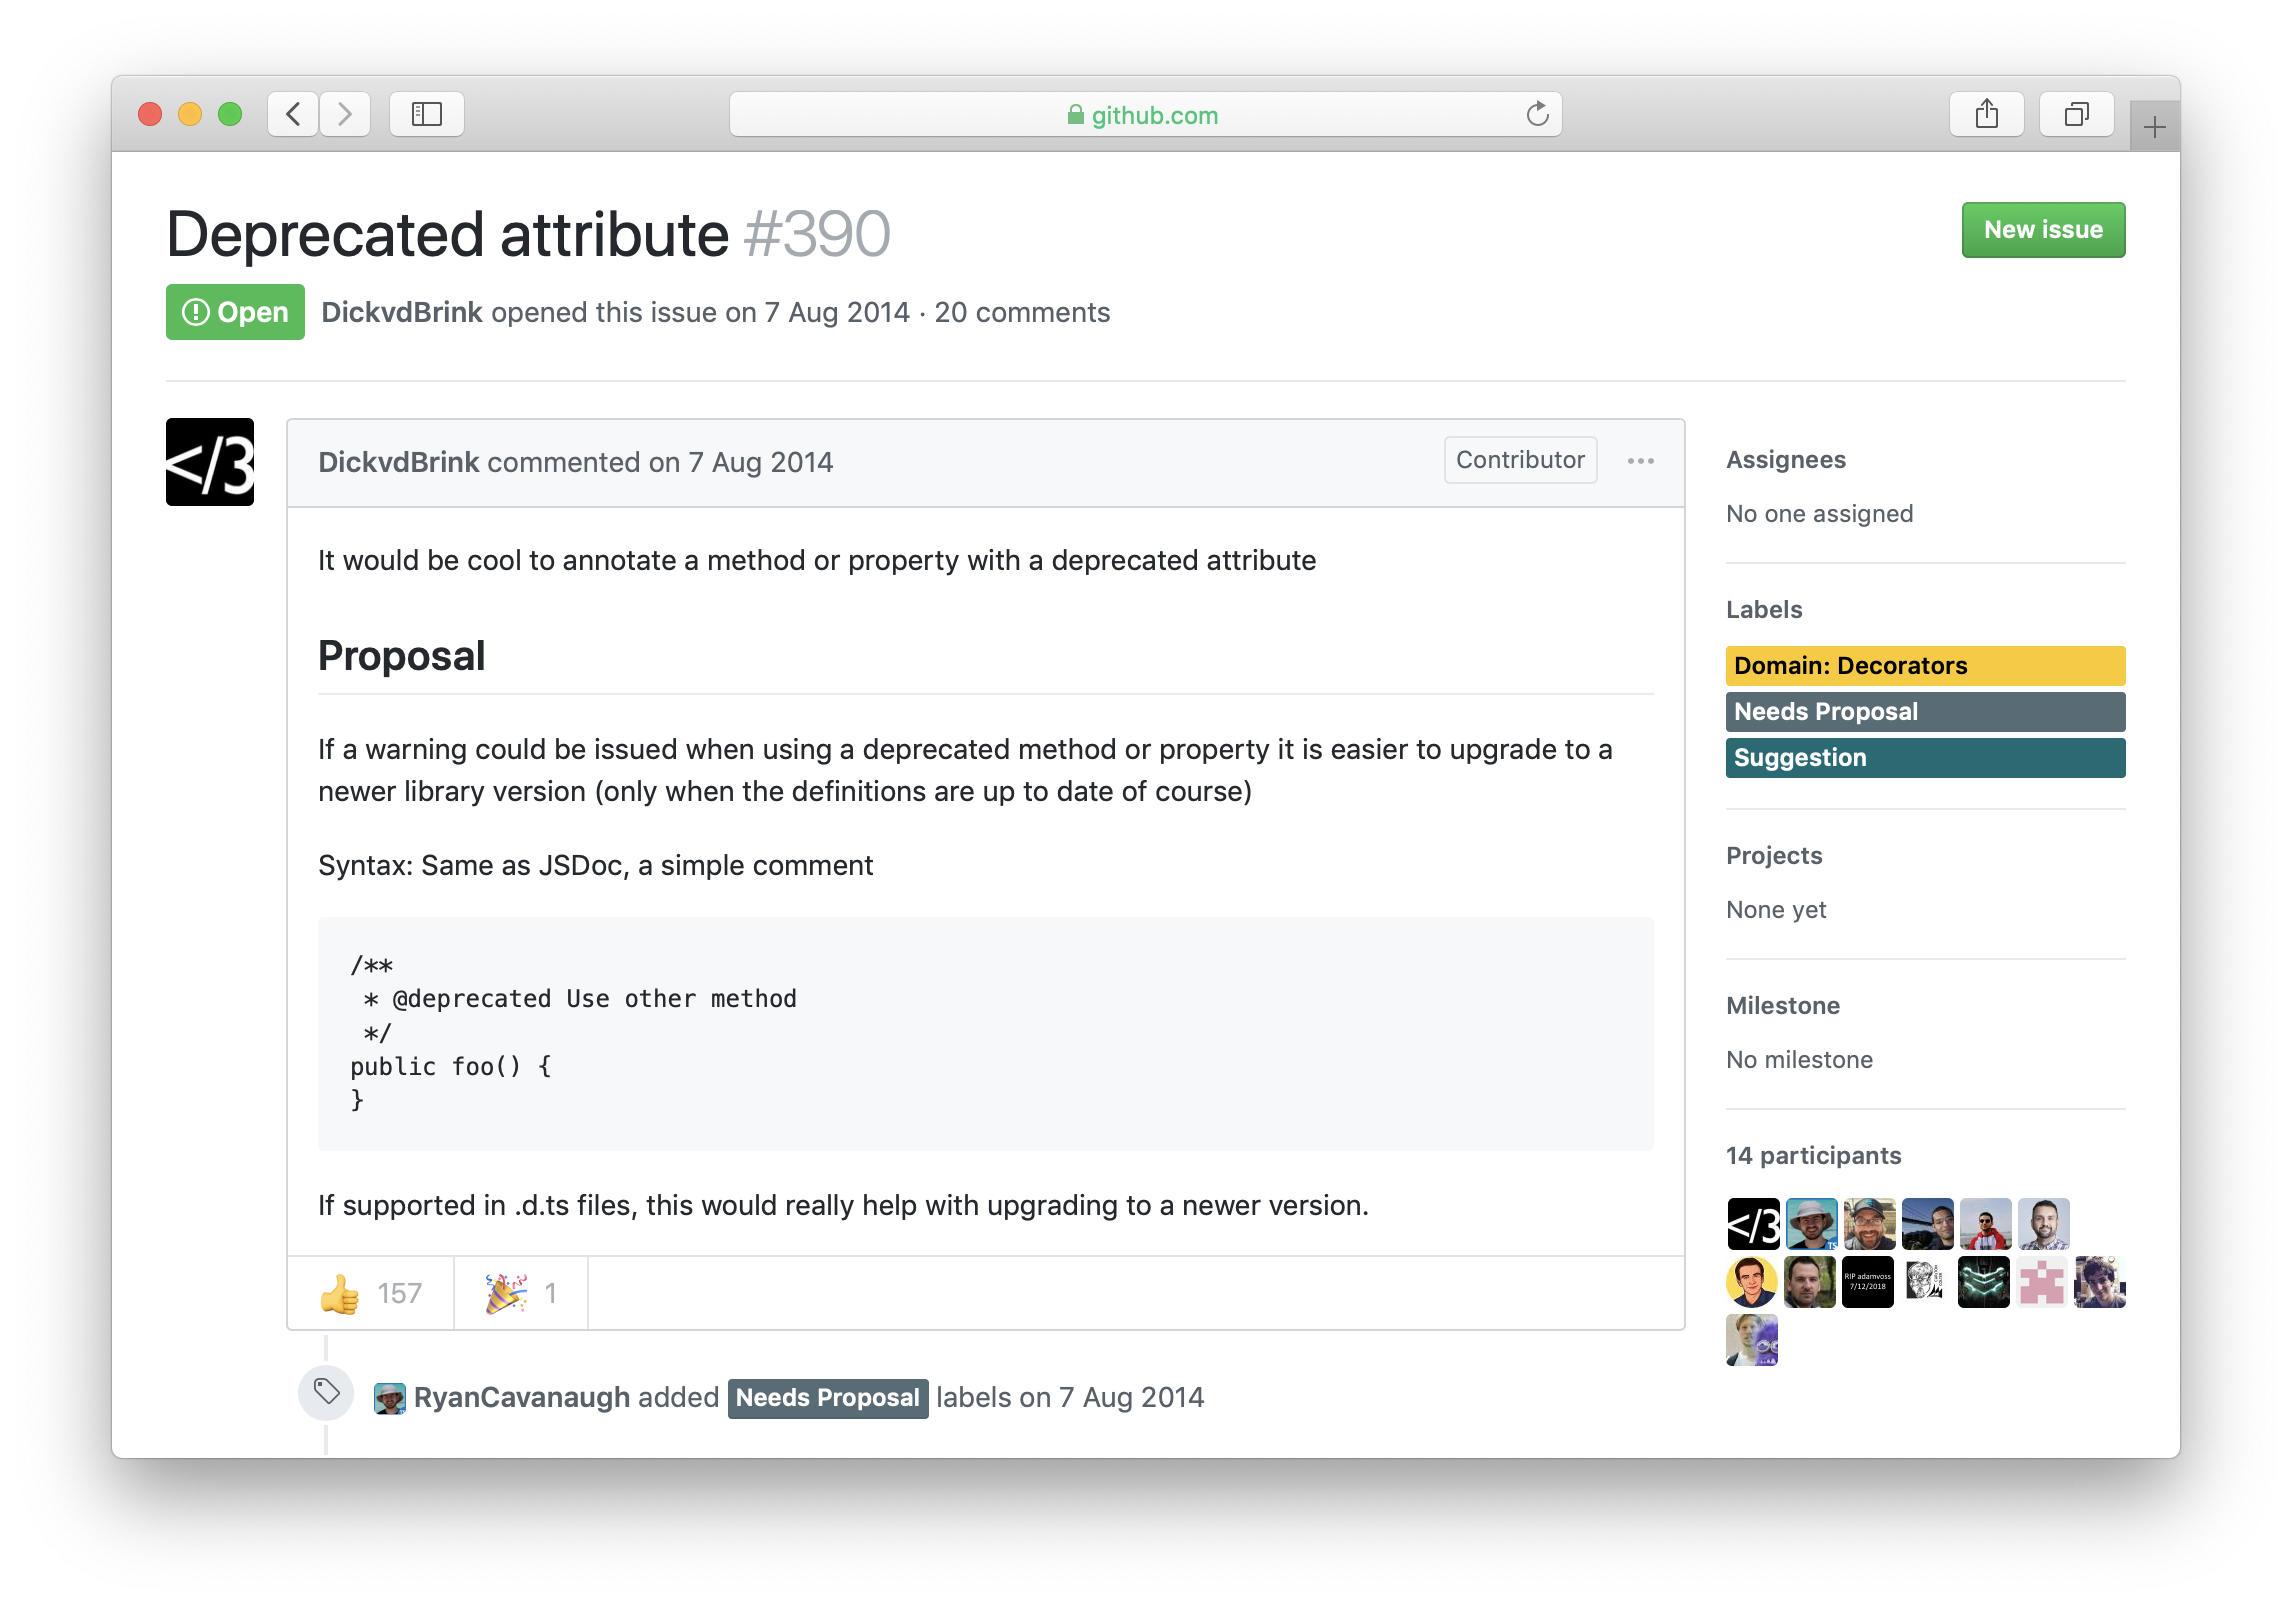 github.com
Deprecated attribute #390
New issue
Open DickvdBrink opened this issue on 7 Aug 2014 · 20 comments
</3
DickvdBrink commented on 7 Aug 2014
Contributor
It would be cool to annotate a method or property with a deprecated attribute
Proposal
If a warning could be issued when using a deprecated method or property it is easier to upgrade to a
newer library version (only when the definitions are up to date of course)
Syntax: Same as JSDoc, a simple comment
/**
 * @deprecated Use other method
 */
public foo() {
}
If supported in .d.ts files, this would really help with upgrading to a newer version.
👍 157 🎉 1
RyanCavanaugh added Needs Proposal labels on 7 Aug 2014
Assignees
No one assigned
Labels
Domain: Decorators
Needs Proposal
Suggestion
Projects
None yet
Milestone
No milestone
14 participants
</3
TS
RIP adamvoss
7/12/2018